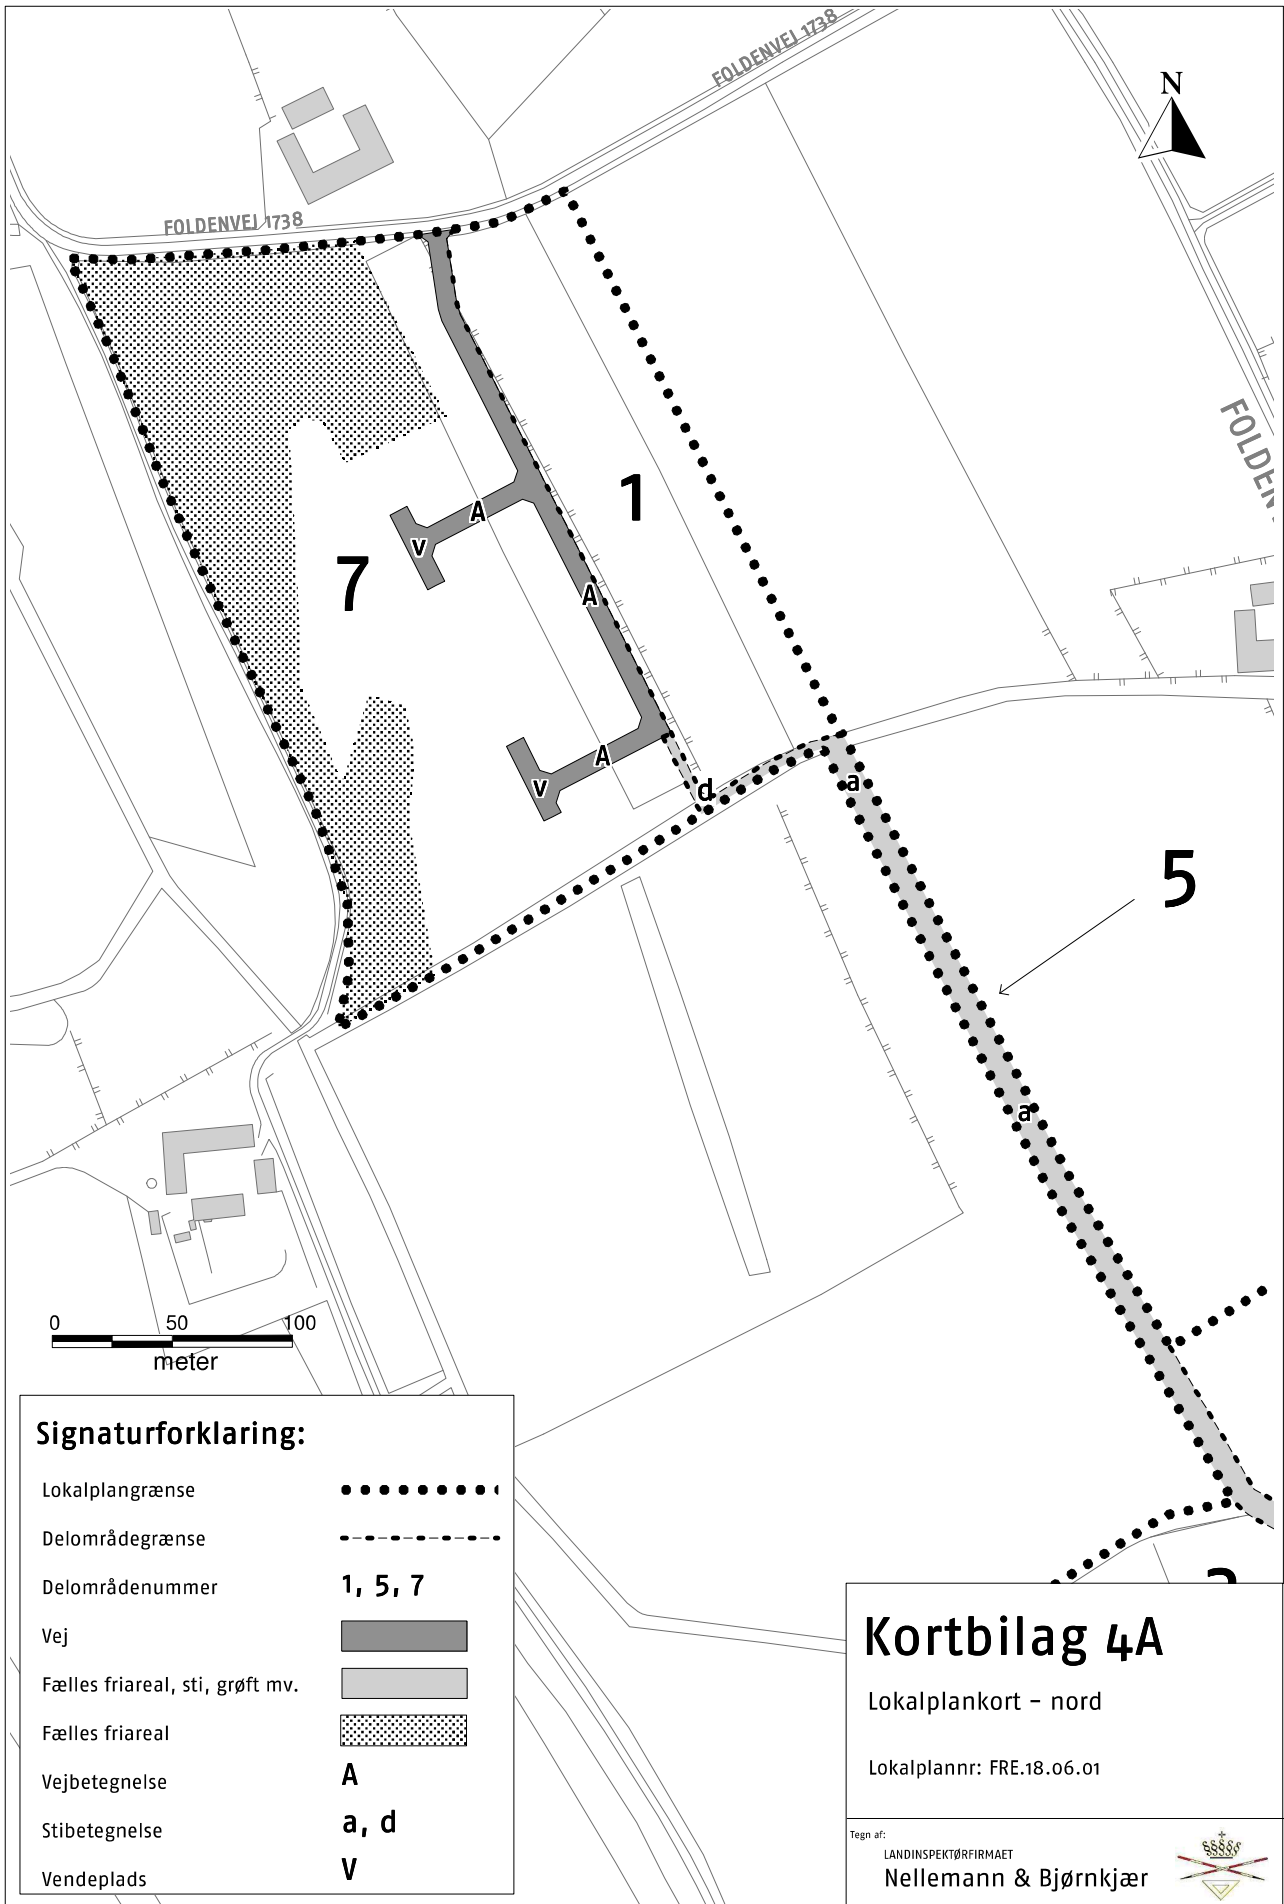 FOLDENVEJ 1738
N
FOLDENVEJ 1738
FOLDEN
1
A
v
7
A
A
v
d
a
5
a
0 50 100
meter
Signaturforklaring:
Lokalplangrænse
Delområdegrænse
Delområdenummer 1, 5, 7
Vej
Fælles friareal, sti, grøft mv.
Fælles friareal
Vejbetegnelse A
Stibetegnelse a, d
Vendeplads V
Kortbilag 4A
Lokalplankort - nord
Lokalplannr: FRE.18.06.01
Tegn af:
LANDINSPEKTØRFIRMAET
Nellemann & Bjørnkjær